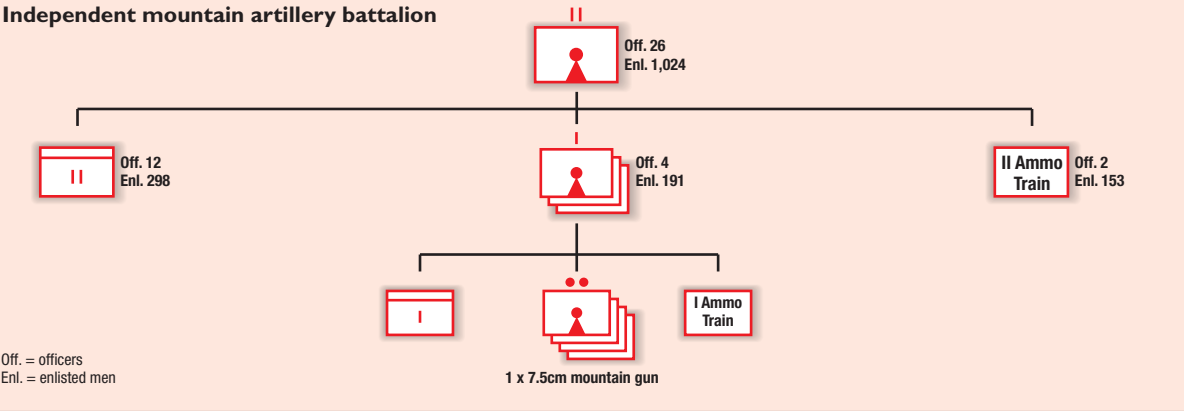 Independent mountain artillery battalion
II
Off. 26
Enl. 1,024
II
Off. 12
Enl. 298
I
Off. 4
Enl. 191
II Ammo
Train
Off. 2
Enl. 153
I
I Ammo
Train
1 x 7.5cm mountain gun
Off. = officers
Enl. = enlisted men